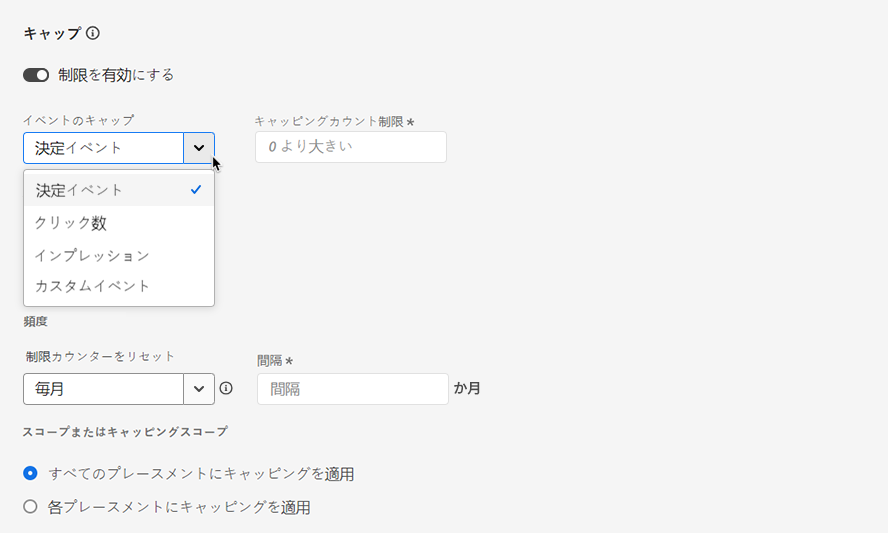 キャップ
制限を有効にする
イベントのキャップ
キャッピングカウント制限 *
決定イベント
0 より大きい
決定イベント
クリック数
インプレッション
カスタムイベント
頻度
制限カウンターをリセット
間隔 *
毎月
間隔
か月
スコープまたはキャッピングスコープ
すべてのプレースメントにキャッピングを適用
各プレースメントにキャッピングを適用